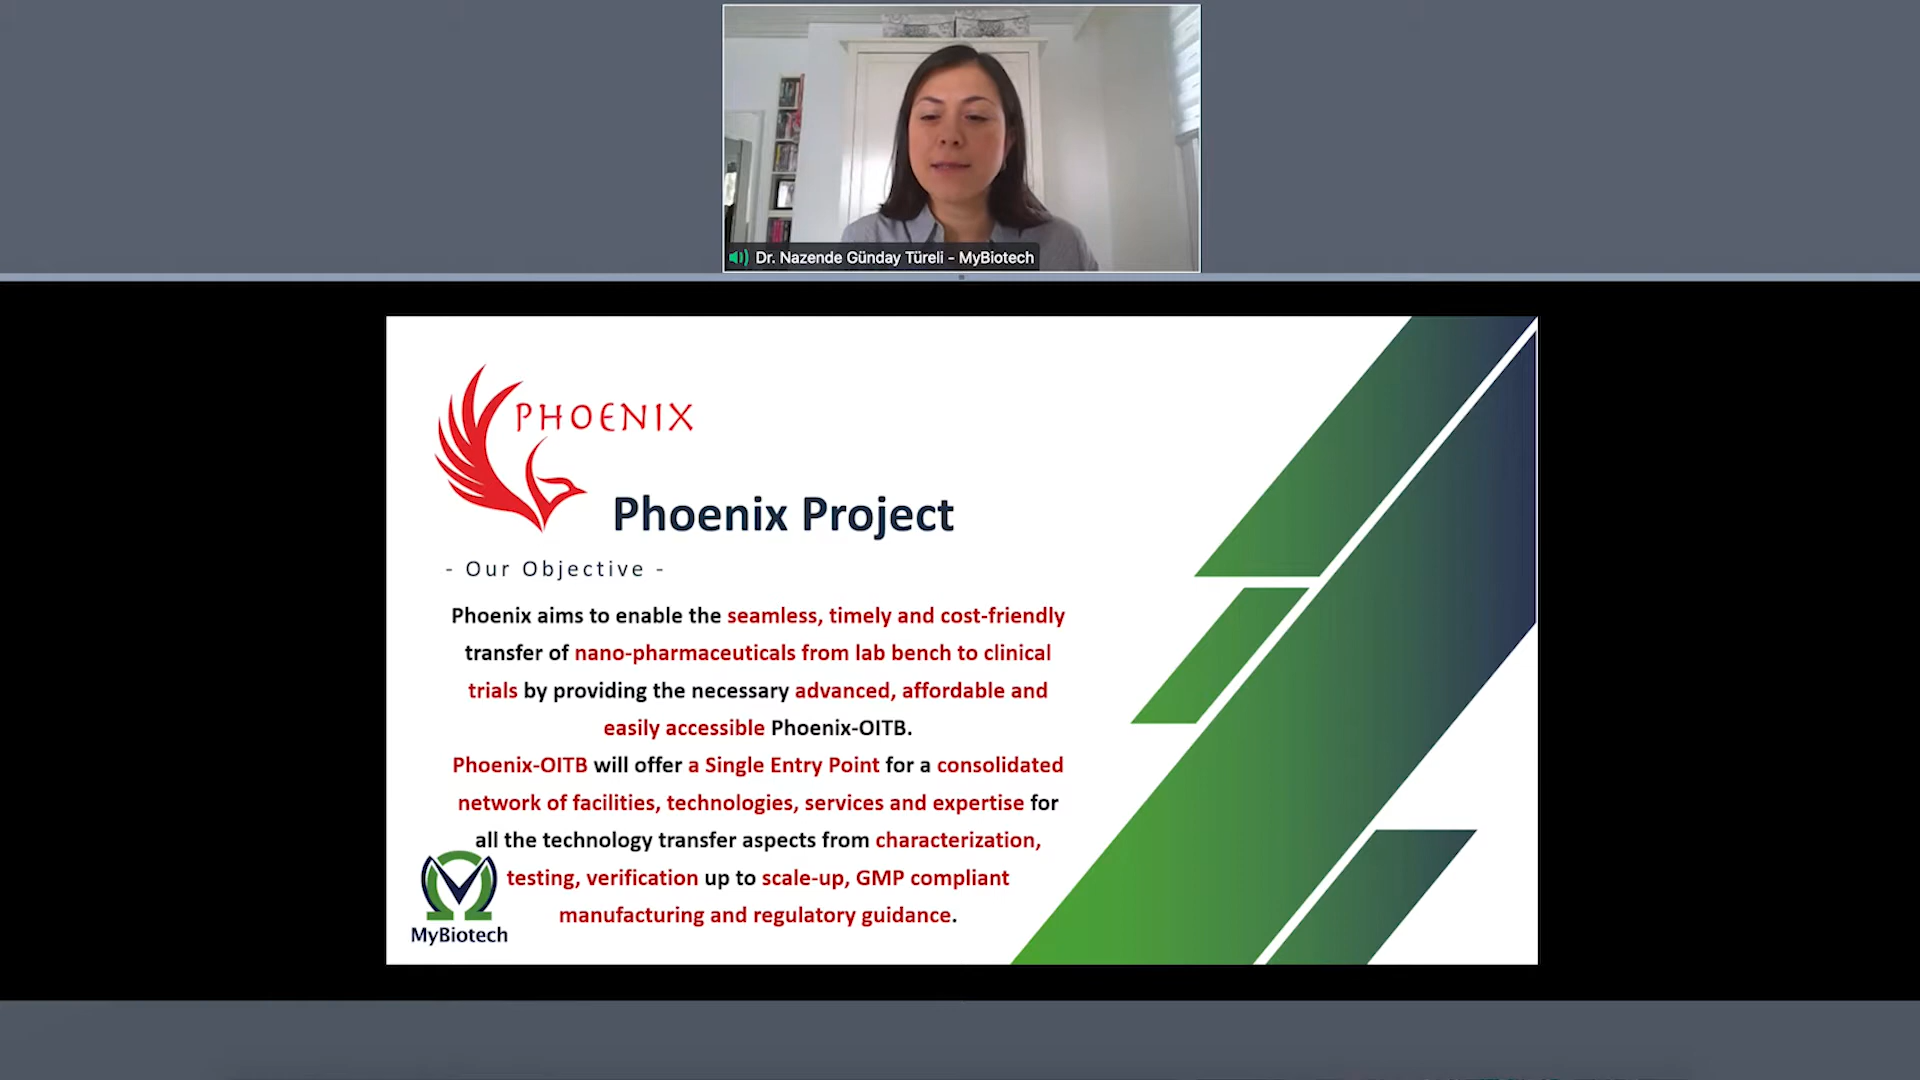 Dr. Nazende Günday Türeli - MyBiotech
PHOENIX
Phoenix Project
- Our Objective -
Phoenix aims to enable the seamless, timely and cost-friendly
transfer of nano-pharmaceuticals from lab bench to clinical
trials by providing the necessary advanced, affordable and
easily accessible Phoenix-OITB.
Phoenix-OITB will offer a Single Entry Point for a consolidated
network of facilities, technologies, services and expertise for
all the technology transfer aspects from characterization,
testing, verification up to scale-up, GMP compliant
manufacturing and regulatory guidance.
MyBiotech